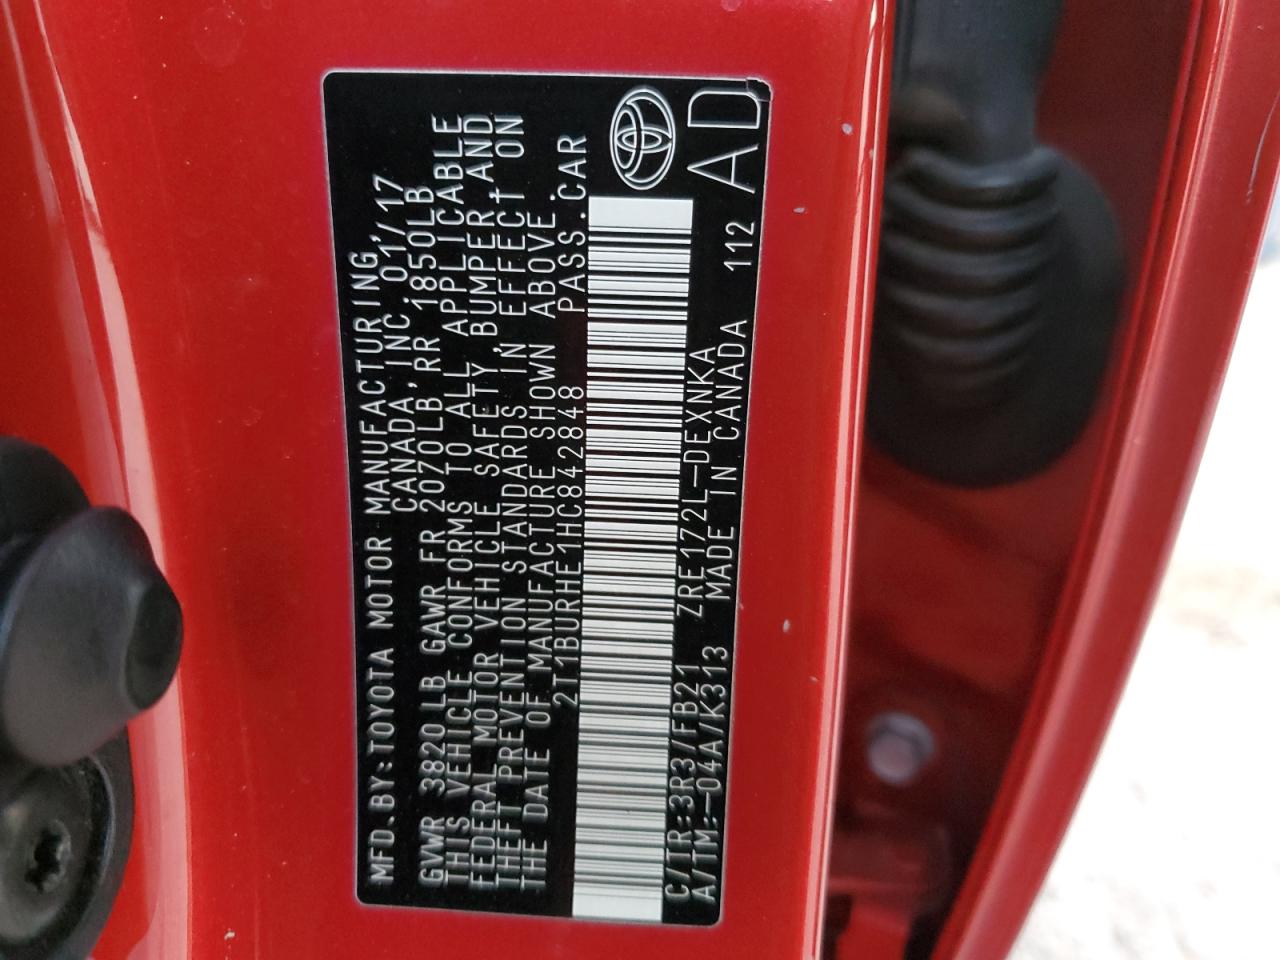 MFD.BY:TOYOTA MOTOR MANUFACTURING,
CANADA, INC. 01/17
GVWR 3820LB GAWR FR 2070LB, RR 1850LB
THIS VEHICLE CONFORMS TO ALL APPLICABLE
FEDERAL MOTOR VEHICLE SAFETY, BUMPER, AND
THEFT PREVENTION STANDARDS IN EFFECT ON
THE DATE OF MANUFACTURE SHOWN ABOVE.
2T1BURHE1HC842848 PASS.CAR
C/TR:3R3/FB21 ZRE172L-DEXNKA
A/TM:-04A/K313 MADE IN CANADA 112
AD